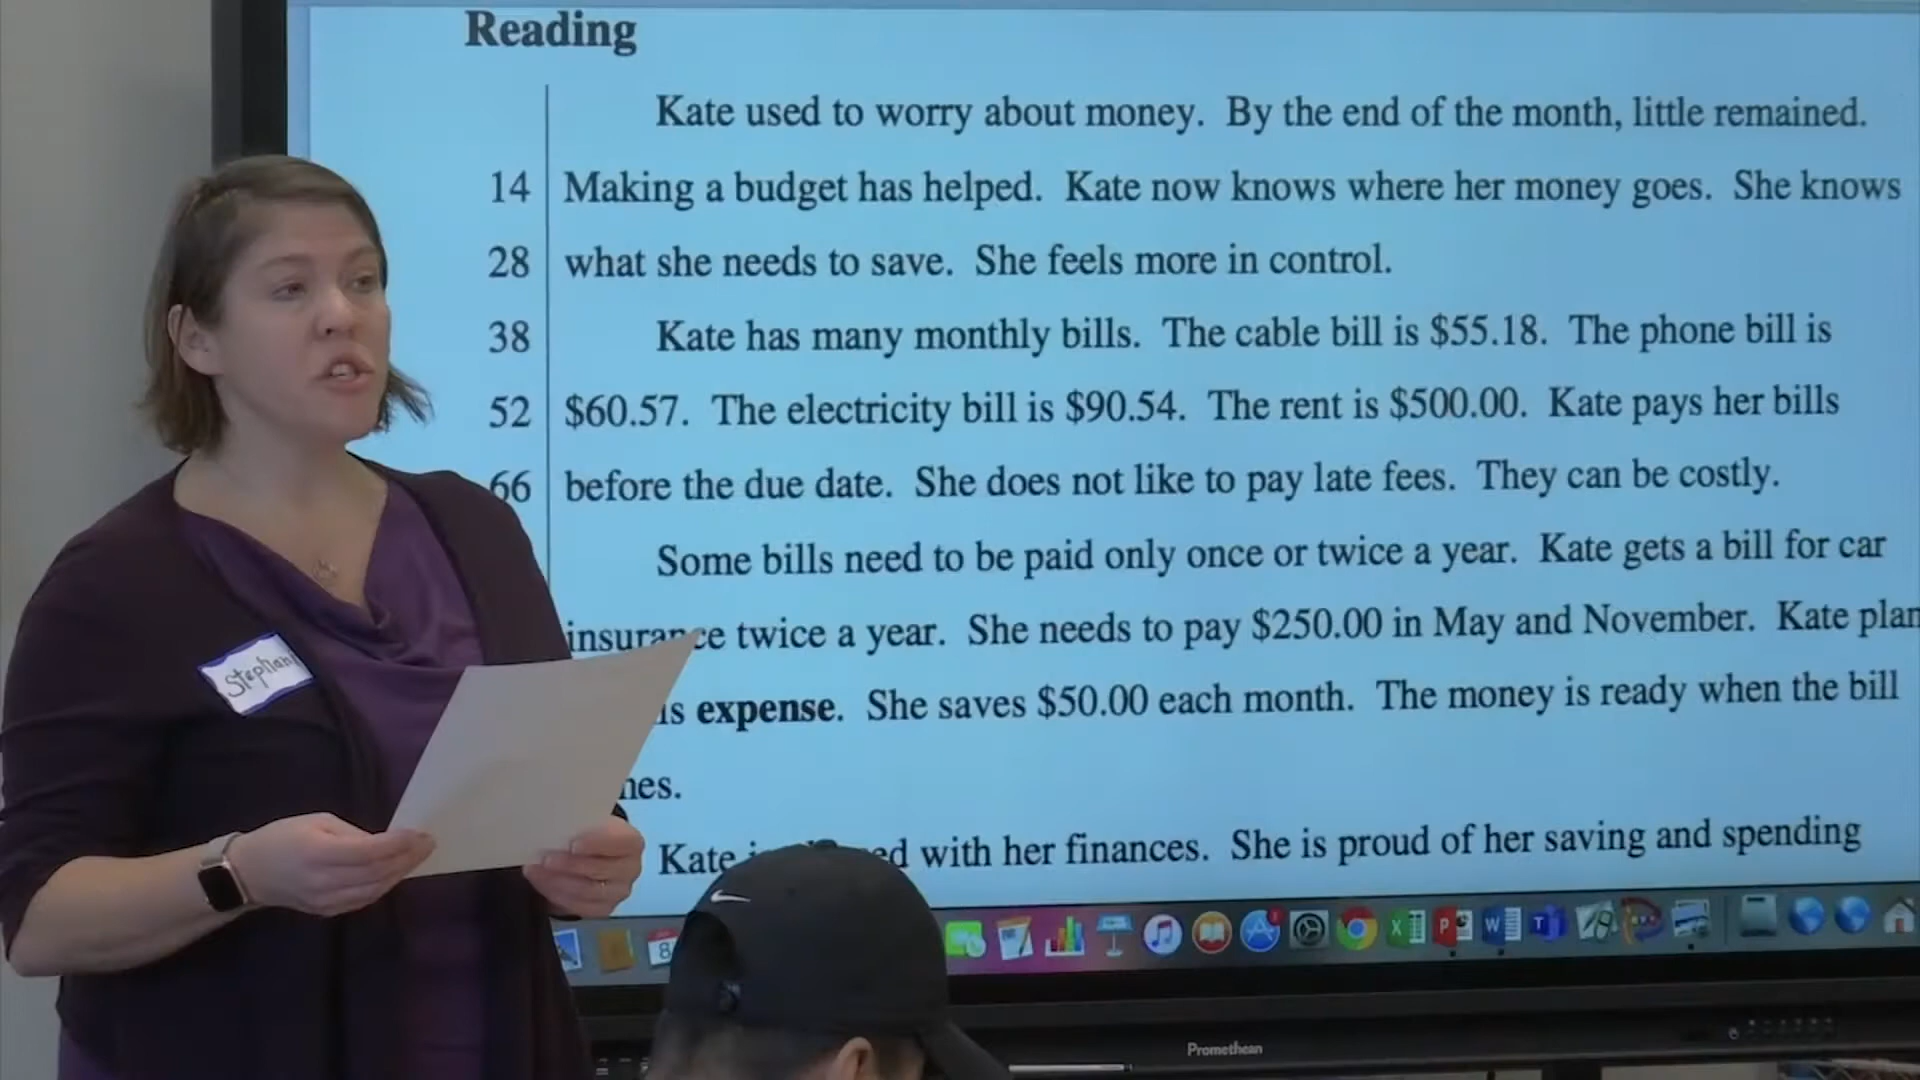 Reading
Kate used to worry about money. By the end of the month, little remained.
14 Making a budget has helped. Kate now knows where her money goes. She knows
28 what she needs to save. She feels more in control.
38 Kate has many monthly bills. The cable bill is $55.18. The phone bill is
52 $60.57. The electricity bill is $90.54. The rent is $500.00. Kate pays her bills
66 before the due date. She does not like to pay late fees. They can be costly.
Some bills need to be paid only once or twice a year. Kate gets a bill for car
insurance twice a year. She needs to pay $250.00 in May and November. Kate plan
is expense. She saves $50.00 each month. The money is ready when the bill
mes.
Kate with her finances. She is proud of her saving and spending
Stephan
Promethean